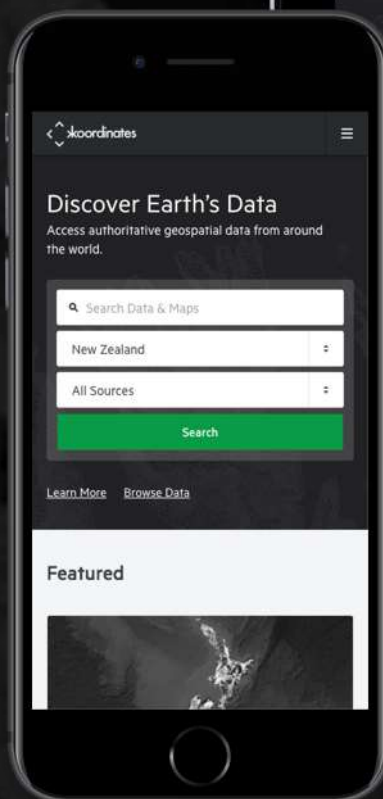 koordinates
Discover Earth's Data
Access authoritative geospatial data from around
the world.
Search Data & Maps
New Zealand
All Sources
Search
Learn More Browse Data
Featured